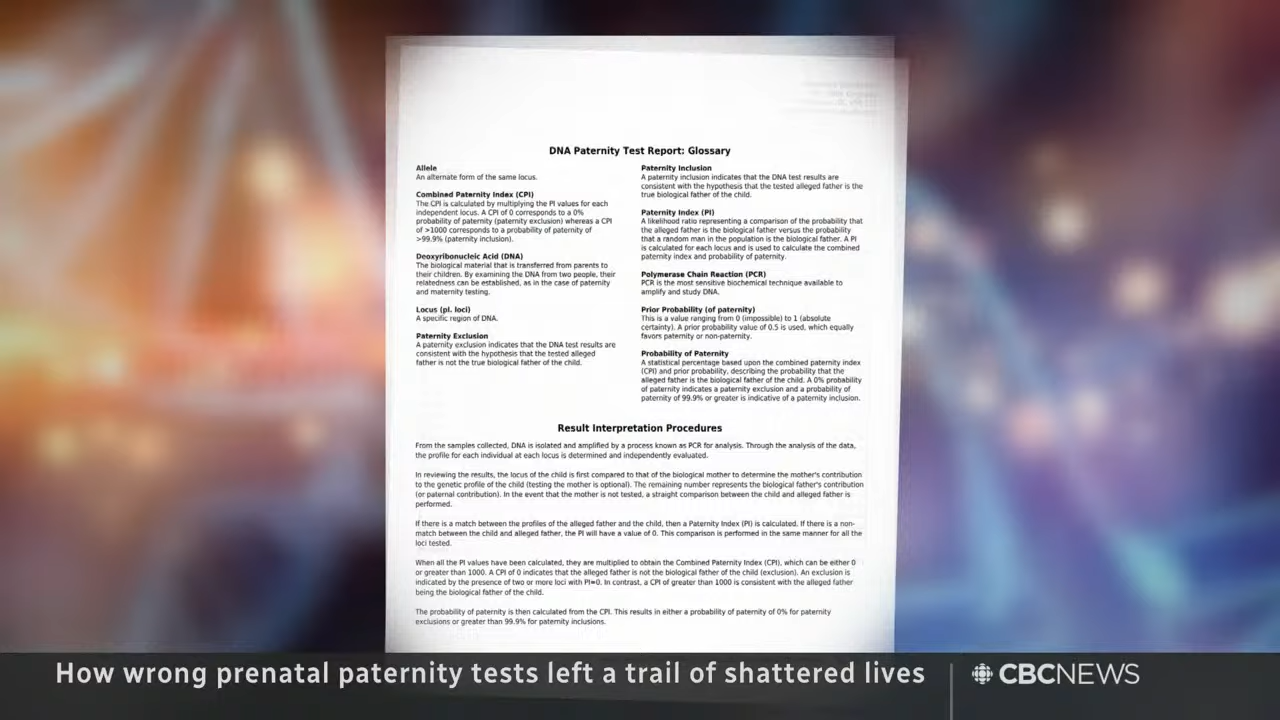 DNA Paternity Test Report: Glossary
Allele
An alternate form of the same locus.
Combined Paternity Index (CPI)
The CPI is calculated by multiplying the PI values for each
independent locus. A CPI of 0 corresponds to a 0%
probability of paternity (paternity exclusion) whereas a CPI
of >1000 corresponds to a probability of paternity of
>99.9% (paternity inclusion).
Deoxyribonucleic Acid (DNA)
The biological material that is transferred from parents to
their children. By examining the DNA from two people, their
relatedness can be established, as in the case of paternity
and maternity testing.
Locus (pl. loci)
A specific region of DNA.
Paternity Exclusion
A paternity exclusion indicates that the DNA test results are
consistent with the hypothesis that the tested alleged
father is not the true biological father of the child.
Paternity Inclusion
A paternity inclusion indicates that the DNA test results are
consistent with the hypothesis that the tested alleged father is the
true biological father of the child.
Paternity Index (PI)
A likelihood ratio representing a comparison of the probability that
the alleged father is the biological father versus the probability
that a random man in the population is the biological father. A PI
is calculated for each locus and is used to calculate the combined
paternity index and probability of paternity.
Polymerase Chain Reaction (PCR)
PCR is the most sensitive biochemical technique available to
amplify and study DNA.
Prior Probability (of paternity)
This is a value ranging from 0 (impossible) to 1 (absolute
certainty). A prior probability value of 0.5 is used, which equally
favors paternity or non-paternity.
Probability of Paternity
A statistical percentage based upon the combined paternity index
(CPI) and prior probability, describing the probability that the
alleged father is the biological father of the child. A 0% probability
of paternity indicates a paternity exclusion and a probability of
paternity of 99.9% or greater is indicative of a paternity inclusion.
Result Interpretation Procedures
From the samples collected, DNA is isolated and amplified by a process known as PCR for analysis. Through the analysis of the data,
the profile for each individual at each locus is determined and independently evaluated.
In reviewing the results, the locus of the child is first compared to that of the biological mother to determine the mother's contribution
to the genetic profile of the child (testing the mother is optional). The remaining number represents the biological father's contribution
(or paternal contribution). In the event that the mother is not tested, a straight comparison between the child and alleged father is
performed.
If there is a match between the profiles of the alleged father and the child, then a Paternity Index (PI) is calculated. If there is a non-
match between the child and alleged father, the PI will have a value of 0. This comparison is performed in the same manner for all the
loci tested.
When all the PI values have been calculated, they are multiplied to obtain the Combined Paternity Index (CPI), which can be either 0
or greater than 1000. A CPI of 0 indicates that the alleged father is not the biological father of the child (exclusion). An exclusion is
indicated by the presence of two or more loci with PI=0. In contrast, a CPI of greater than 1000 is consistent with the alleged father
being the biological father of the child.
The probability of paternity is then calculated from the CPI. This results in either a probability of paternity of 0% for paternity
exclusions or greater than 99.9% for paternity inclusions.
How wrong prenatal paternity tests left a trail of shattered lives
CBCNEWS